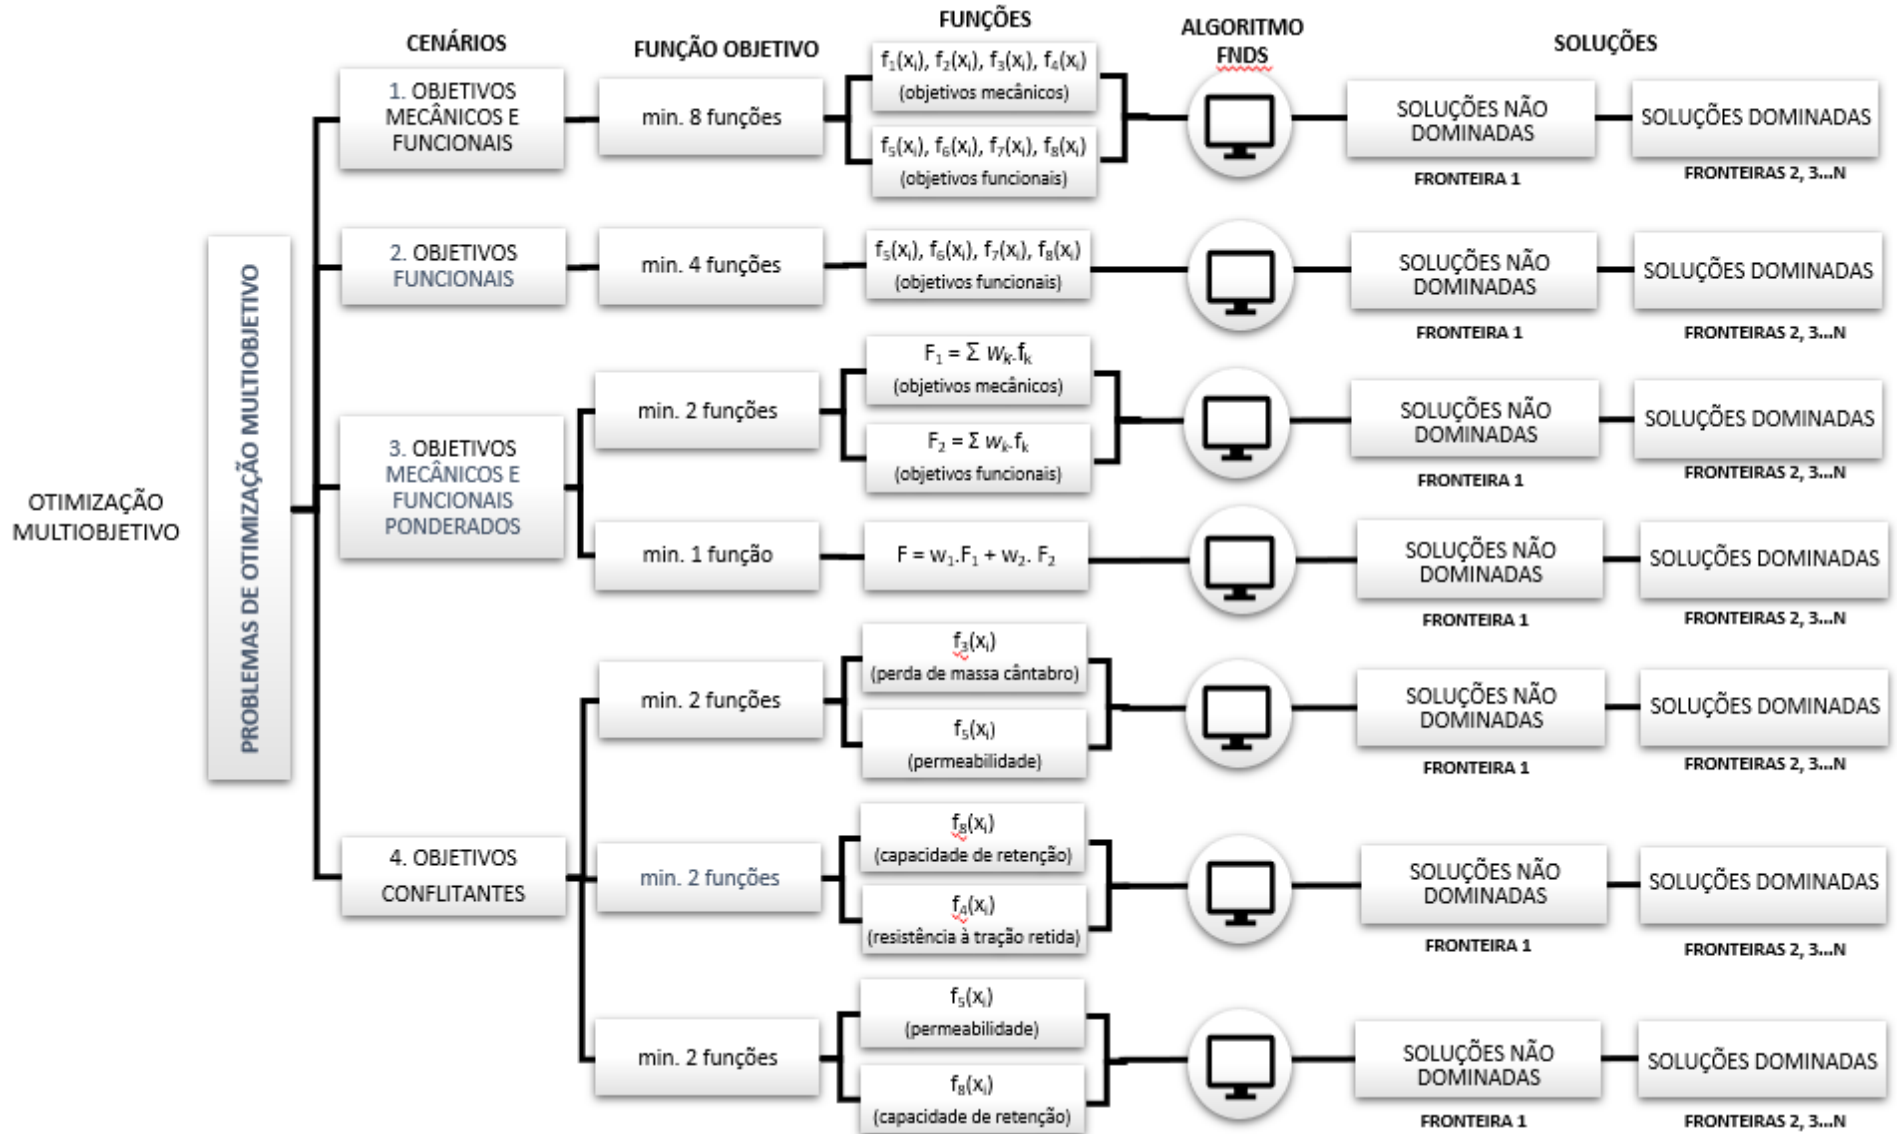 OTIMIZAÇÃO
MULTIOBJETIVO
PROBLEMAS DE OTIMIZAÇÃO MULTIOBJETIVO
CENÁRIOS
FUNÇÃO OBJETIVO
FUNÇÕES
ALGORITMO
FNDS
SOLUÇÕES
1. OBJETIVOS
MECÂNICOS E
FUNCIONAIS
min. 8 funções
f₁(xᵢ), f₂(xᵢ), f₃(xᵢ), f₄(xᵢ)
(objetivos mecânicos)
f₅(xᵢ), f₆(xᵢ), f₇(xᵢ), f₈(xᵢ)
(objetivos funcionais)
SOLUÇÕES NÃO
DOMINADAS
FRONTEIRA 1
SOLUÇÕES DOMINADAS
FRONTEIRAS 2, 3...N
2. OBJETIVOS
FUNCIONAIS
min. 4 funções
f₅(xᵢ), f₆(xᵢ), f₇(xᵢ), f₈(xᵢ)
(objetivos funcionais)
SOLUÇÕES NÃO
DOMINADAS
FRONTEIRA 1
SOLUÇÕES DOMINADAS
FRONTEIRAS 2, 3...N
3. OBJETIVOS
MECÂNICOS E
FUNCIONAIS
PONDERADOS
min. 2 funções
F₁ = Σ wₖ.fₖ
(objetivos mecânicos)
F₂ = Σ wₖ.fₖ
(objetivos funcionais)
SOLUÇÕES NÃO
DOMINADAS
FRONTEIRA 1
SOLUÇÕES DOMINADAS
FRONTEIRAS 2, 3...N
min. 1 função
F = w₁.F₁ + w₂. F₂
SOLUÇÕES NÃO
DOMINADAS
FRONTEIRA 1
SOLUÇÕES DOMINADAS
FRONTEIRAS 2, 3...N
4. OBJETIVOS
CONFLITANTES
min. 2 funções
f₃(xᵢ)
(perda de massa cântabro)
f₅(xᵢ)
(permeabilidade)
SOLUÇÕES NÃO
DOMINADAS
FRONTEIRA 1
SOLUÇÕES DOMINADAS
FRONTEIRAS 2, 3...N
min. 2 funções
f₈(xᵢ)
(capacidade de retenção)
f₄(xᵢ)
(resistência à tração retida)
SOLUÇÕES NÃO
DOMINADAS
FRONTEIRA 1
SOLUÇÕES DOMINADAS
FRONTEIRAS 2, 3...N
min. 2 funções
f₅(xᵢ)
(permeabilidade)
f₈(xᵢ)
(capacidade de retenção)
SOLUÇÕES NÃO
DOMINADAS
FRONTEIRA 1
SOLUÇÕES DOMINADAS
FRONTEIRAS 2, 3...N